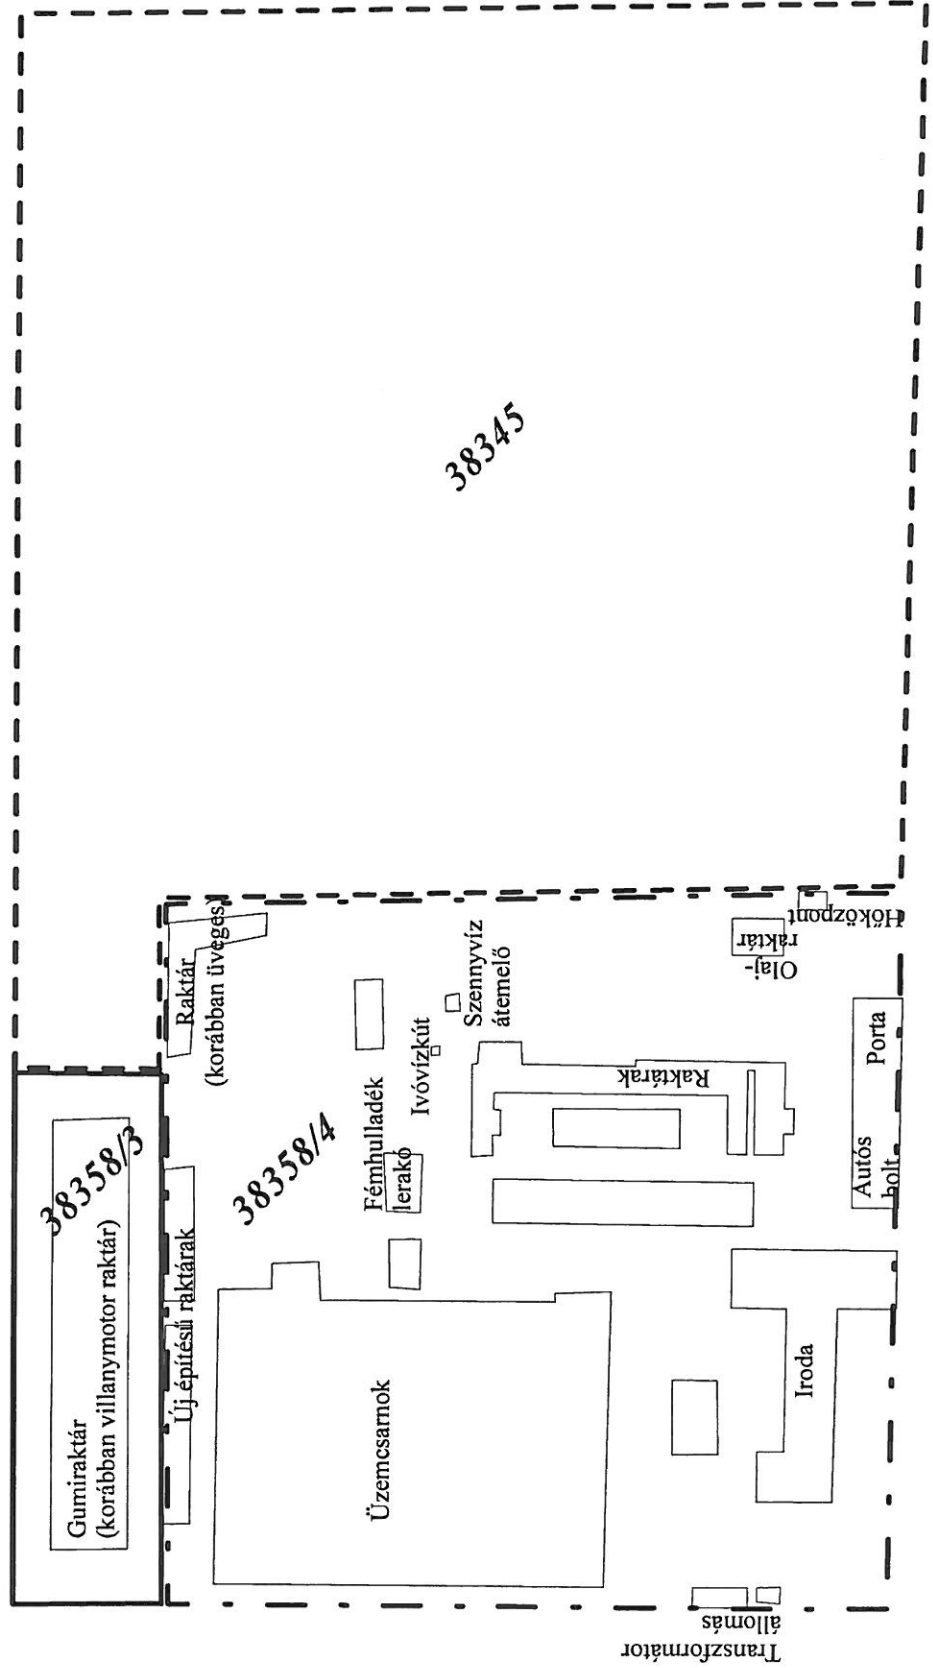 38345
38358/3
Gumiraktár
(korábban villanymotor raktár)
Új építésű raktárak
Raktár
(korábban üveges)
38358/4
Fémhulladék
lerakó
Ivóvízkút
Szennyvíz
átemelő
Üzemcsarnok
Raktárak
Olaj-
raktár
Hőközpont
Autós
bolt
Porta
Iroda
Transzformátor
állomás